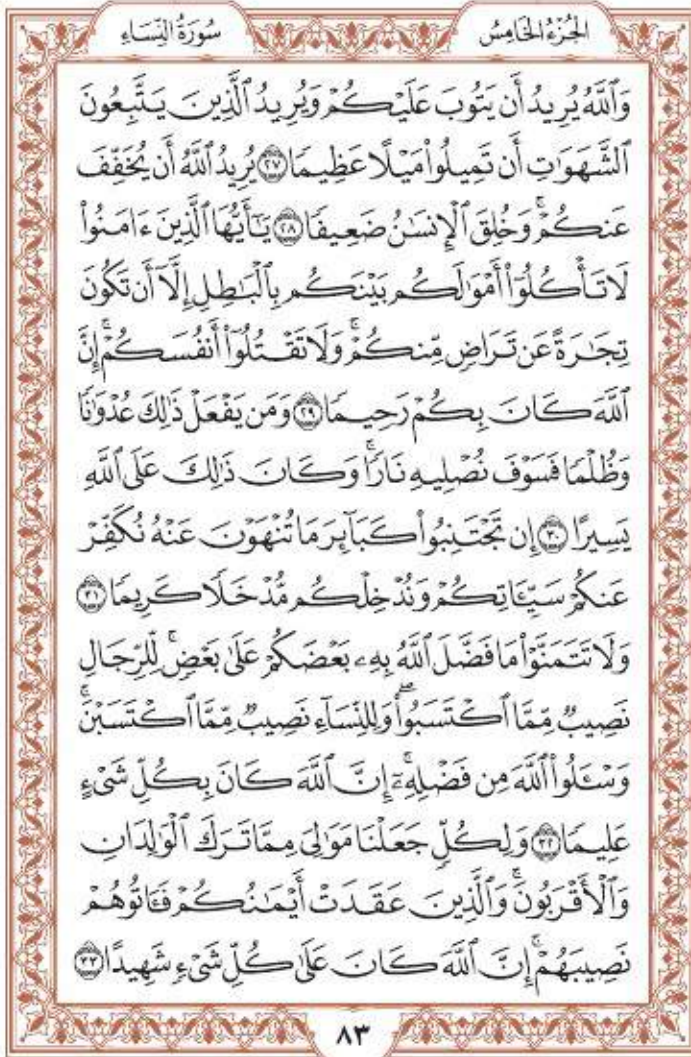 الجُزْءُ الخَامِسُ
سُورَةُ النِّسَاءِ
وَٱللَّهُ يُرِيدُ أَن يَتُوبَ عَلَيْكُمْ وَيُرِيدُ ٱلَّذِينَ يَتَّبِعُونَ
ٱلشَّهَوَٰتِ أَن تَمِيلُوا۟ مَيْلًا عَظِيمًا ٢٧ يُرِيدُ ٱللَّهُ أَن يُخَفِّفَ
عَنكُمْ ۚ وَخُلِقَ ٱلْإِنسَٰنُ ضَعِيفًا ٢٨ يَٰٓأَيُّهَا ٱلَّذِينَ ءَامَنُوا۟
لَا تَأْكُلُوٓا۟ أَمْوَٰلَكُم بَيْنَكُم بِٱلْبَٰطِلِ إِلَّآ أَن تَكُونَ
تِجَٰرَةً عَن تَرَاضٍ مِّنكُمْ ۚ وَلَا تَقْتُلُوٓا۟ أَنفُسَكُمْ ۚ إِنَّ
ٱللَّهَ كَانَ بِكُمْ رَحِيمًا ٢٩ وَمَن يَفْعَلْ ذَٰلِكَ عُدْوَٰنًا
وَظُلْمًا فَسَوْفَ نُصْلِيهِ نَارًا ۚ وَكَانَ ذَٰلِكَ عَلَى ٱللَّهِ
يَسِيرًا ٣٠ إِن تَجْتَنِبُوا۟ كَبَآئِرَ مَا تُنْهَوْنَ عَنْهُ نُكَفِّرْ
عَنكُمْ سَيِّـَٔاتِكُمْ وَنُدْخِلْكُم مُّدْخَلًا كَرِيمًا ٣١
وَلَا تَتَمَنَّوْا۟ مَا فَضَّلَ ٱللَّهُ بِهِۦ بَعْضَكُمْ عَلَىٰ بَعْضٍ ۚ لِّلرِّجَالِ
نَصِيبٌ مِّمَّا ٱكْتَسَبُوا۟ ۖ وَلِلنِّسَآءِ نَصِيبٌ مِّمَّا ٱكْتَسَبْنَ ۚ
وَسْـَٔلُوا۟ ٱللَّهَ مِن فَضْلِهِۦٓ ۗ إِنَّ ٱللَّهَ كَانَ بِكُلِّ شَىْءٍ
عَلِيمًا ٣٢ وَلِكُلٍّ جَعَلْنَا مَوَٰلِىَ مِمَّا تَرَكَ ٱلْوَٰلِدَانِ
وَٱلْأَقْرَبُونَ ۚ وَٱلَّذِينَ عَقَدَتْ أَيْمَٰنُكُمْ فَـَٔاتُوهُمْ
نَصِيبَهُمْ ۚ إِنَّ ٱللَّهَ كَانَ عَلَىٰ كُلِّ شَىْءٍ شَهِيدًا ٣٣
٨٣